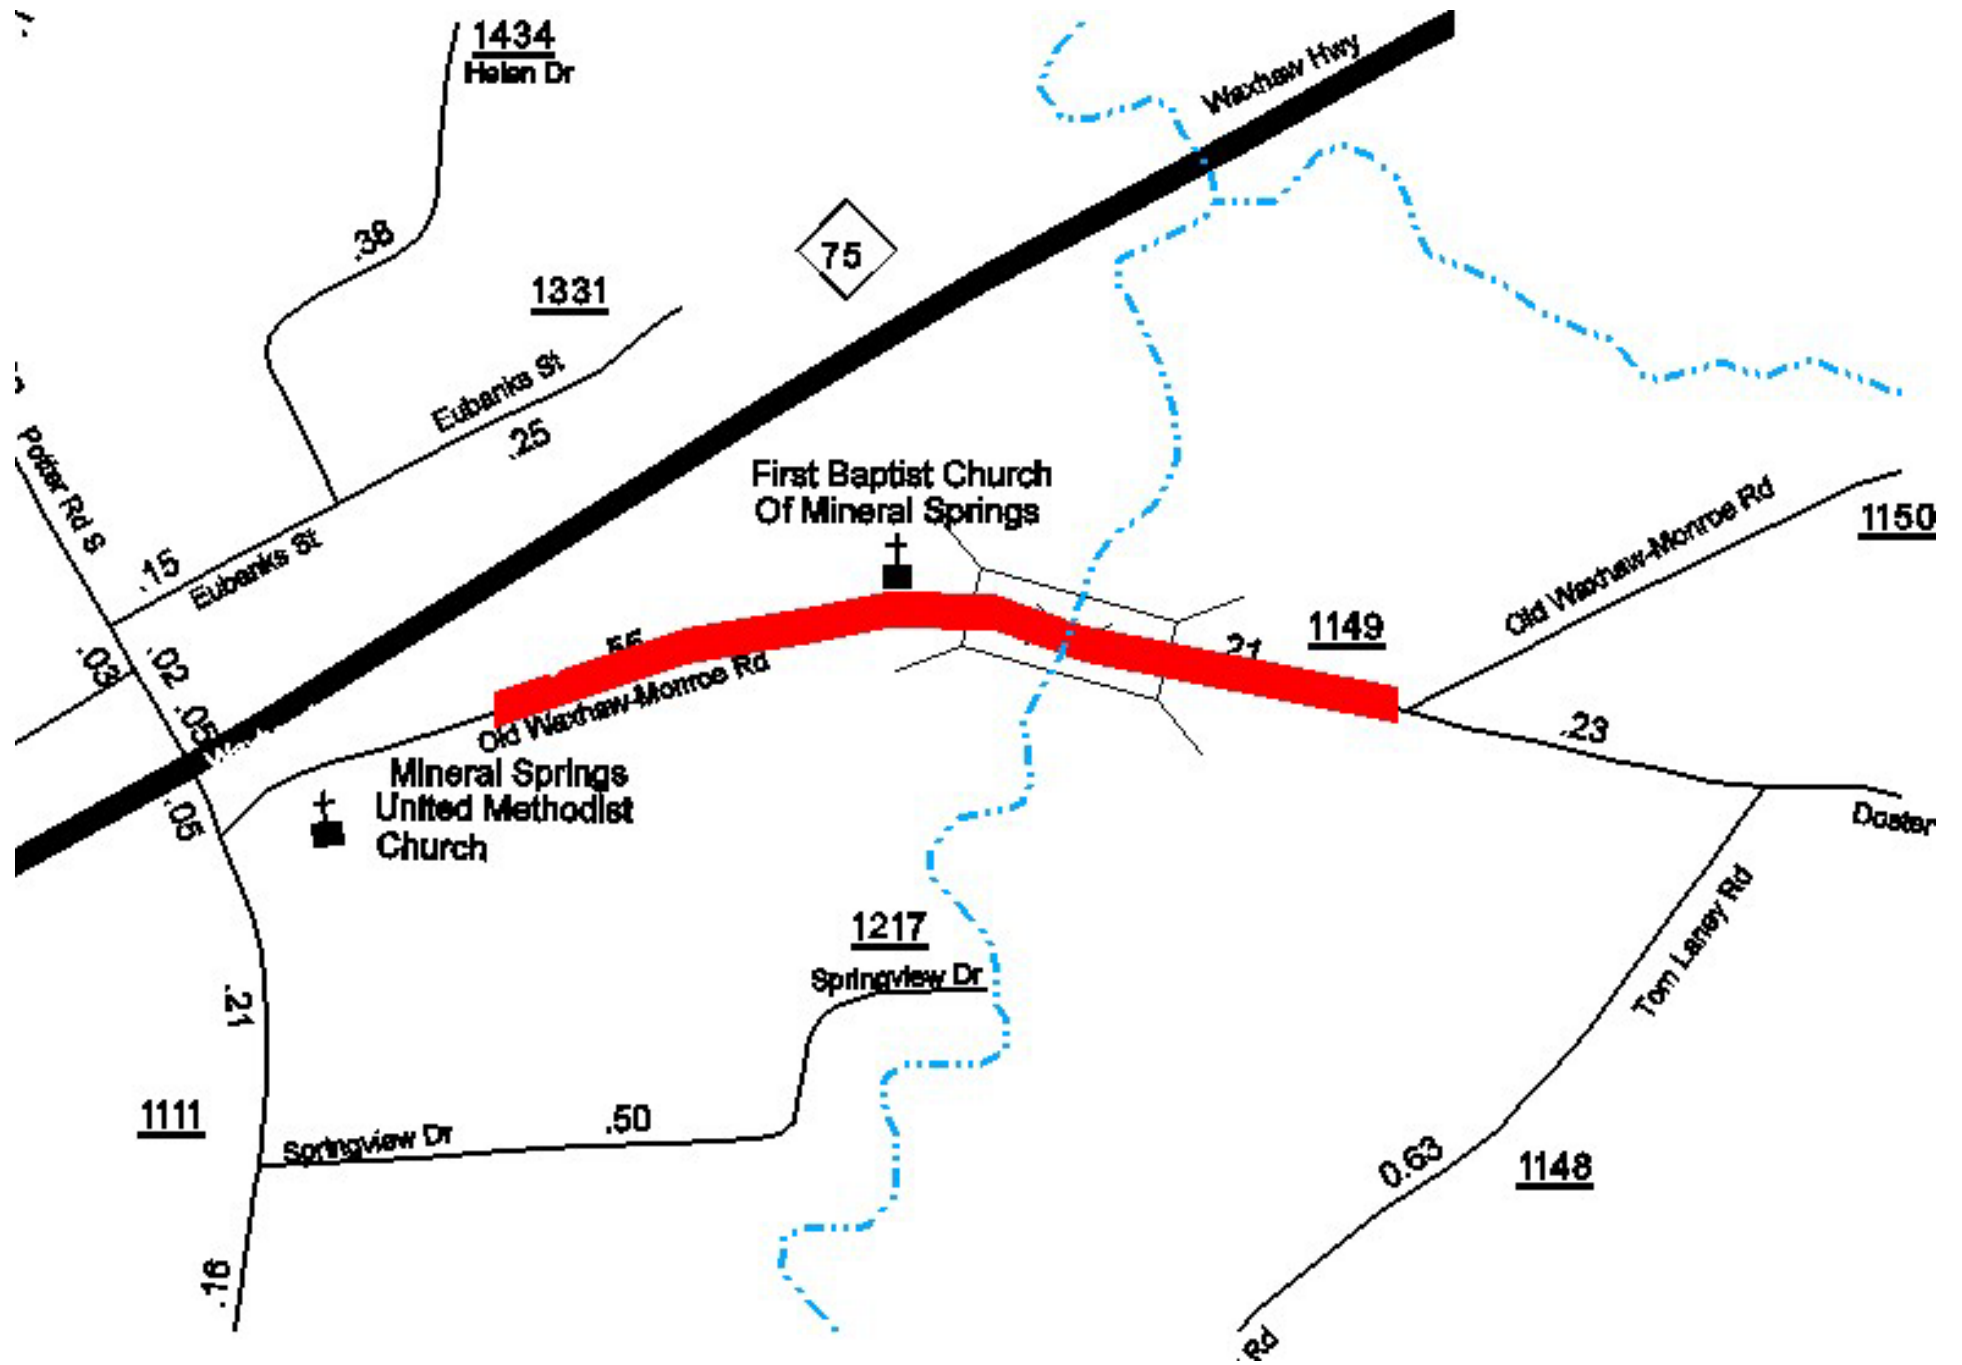 1434
Helen Dr
Waxhaw Hwy
.38
75
1331
Eubanks St
.25
Potter Rd S
First Baptist Church
Of Mineral Springs
1150
Old Waxhaw-Monroe Rd
.15
Eubanks St
.55
.21
1149
.03
.02
.05
Old Waxhaw-Monroe Rd
.23
Mineral Springs
United Methodist
Church
.05
Doster
Tom Laney Rd
1217
Springview Dr
.21
1111
Springview Dr
.50
0.63
1148
.16
Rd